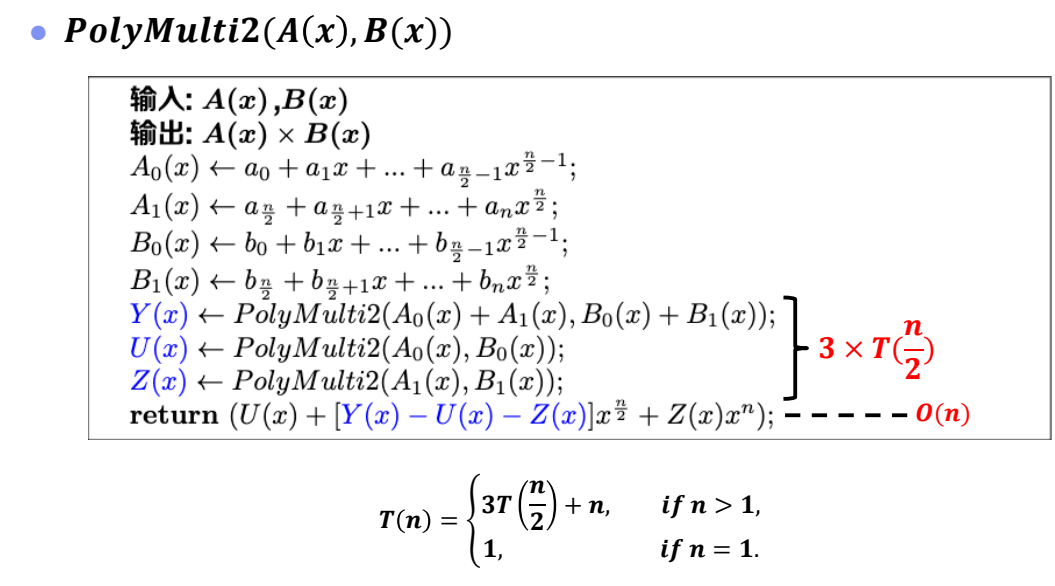 • PolyMulti2(A(x), B(x))
输入: A(x),B(x)
输出: A(x) × B(x)
A₀(x) ← a₀ + a₁x + ... + a_{n/2−1}x^{n/2−1};
A₁(x) ← a_{n/2} + a_{n/2+1}x + ... + aₙx^{n/2};
B₀(x) ← b₀ + b₁x + ... + b_{n/2−1}x^{n/2−1};
B₁(x) ← b_{n/2} + b_{n/2+1}x + ... + bₙx^{n/2};
Y(x) ← PolyMulti2(A₀(x) + A₁(x), B₀(x) + B₁(x));
U(x) ← PolyMulti2(A₀(x), B₀(x));
3 × T(n/2)
Z(x) ← PolyMulti2(A₁(x), B₁(x));
return (U(x) + [Y(x) − U(x) − Z(x)]x^{n/2} + Z(x)xⁿ); – – – – – – O(n)
T(n) = { 3T(n/2) + n, if n > 1,
1, if n = 1.